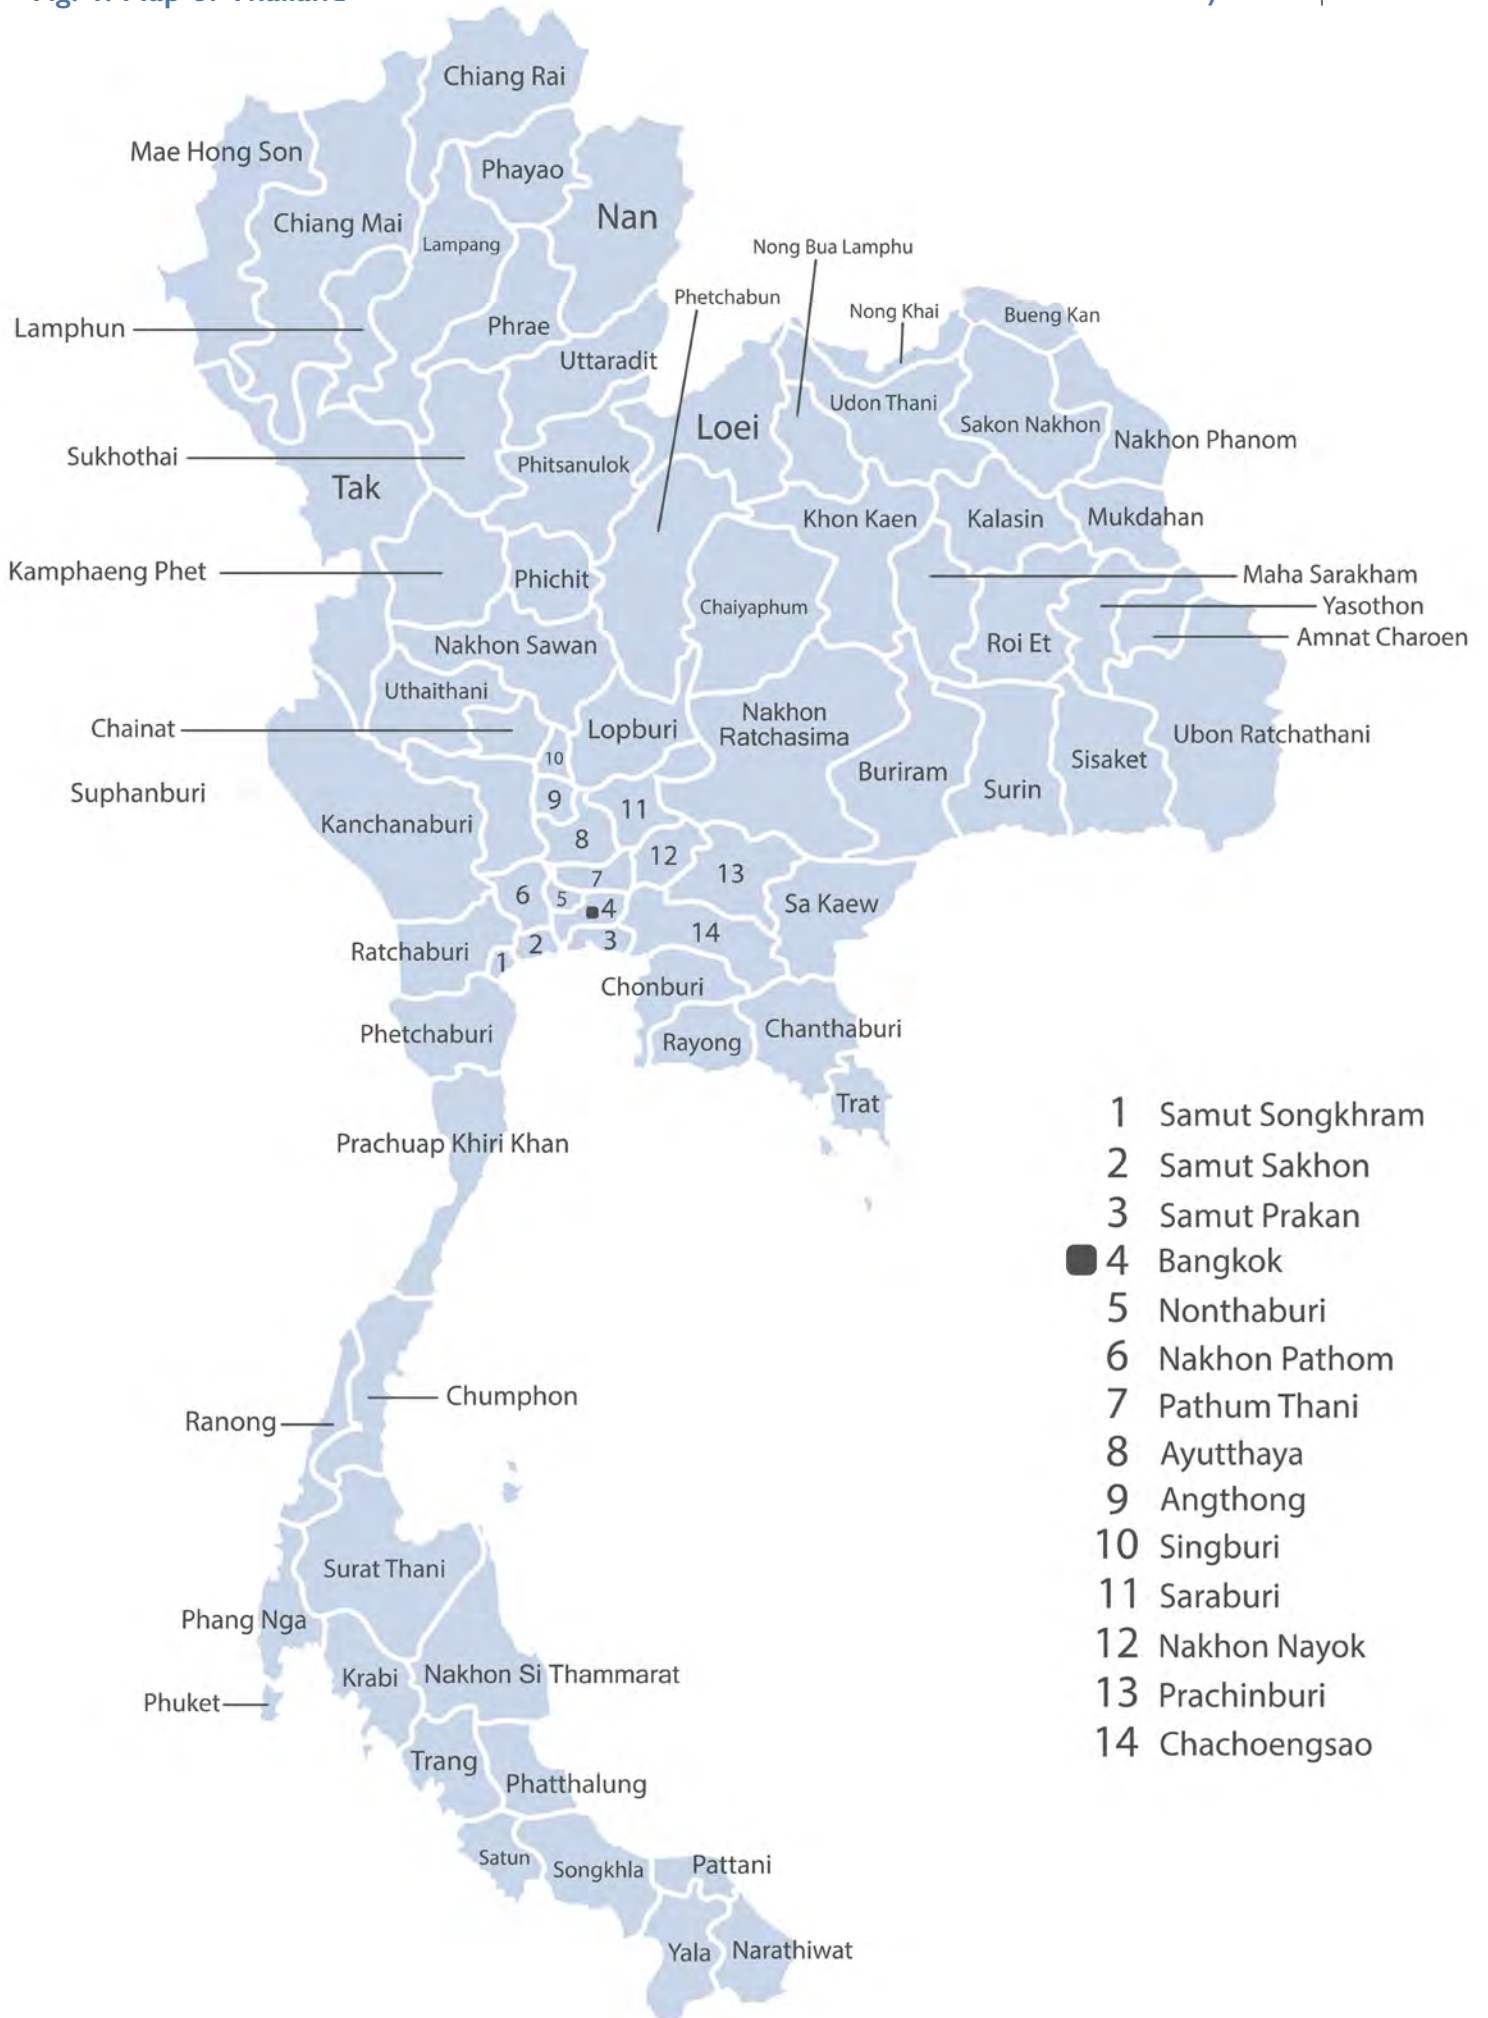 Chiang Rai
Mae Hong Son
Phayao
Nan
Chiang Mai
Lampang
Nong Bua Lamphu
Phetchabun
Nong Khai
Bueng Kan
Lamphun
Phrae
Uttaradit
Loei
Udon Thani
Sakon Nakhon
Nakhon Phanom
Sukhothai
Phitsanulok
Tak
Khon Kaen
Kalasin
Mukdahan
Kamphaeng Phet
Phichit
Maha Sarakham
Chaiyaphum
Yasothon
Amnat Charoen
Nakhon Sawan
Roi Et
Uthaithani
Chainat
Lopburi
Nakhon
Ratchasima
Ubon Ratchathani
10
Sisaket
Buriram
Surin
Suphanburi
9
11
Kanchanaburi
8
12
13
7
6
5
4
Sa Kaew
14
3
2
1
Ratchaburi
Chonburi
Phetchaburi
Rayong
Chanthaburi
Trat
Prachuap Khiri Khan
1 Samut Songkhram
2 Samut Sakhon
3 Samut Prakan
4 Bangkok
5 Nonthaburi
6 Nakhon Pathom
7 Pathum Thani
8 Ayutthaya
9 Angthong
10 Singburi
11 Saraburi
12 Nakhon Nayok
13 Prachinburi
14 Chachoengsao
Chumphon
Ranong
Surat Thani
Phang Nga
Krabi
Nakhon Si Thammarat
Phuket
Trang
Phatthalung
Satun
Songkhla
Pattani
Yala
Narathiwat